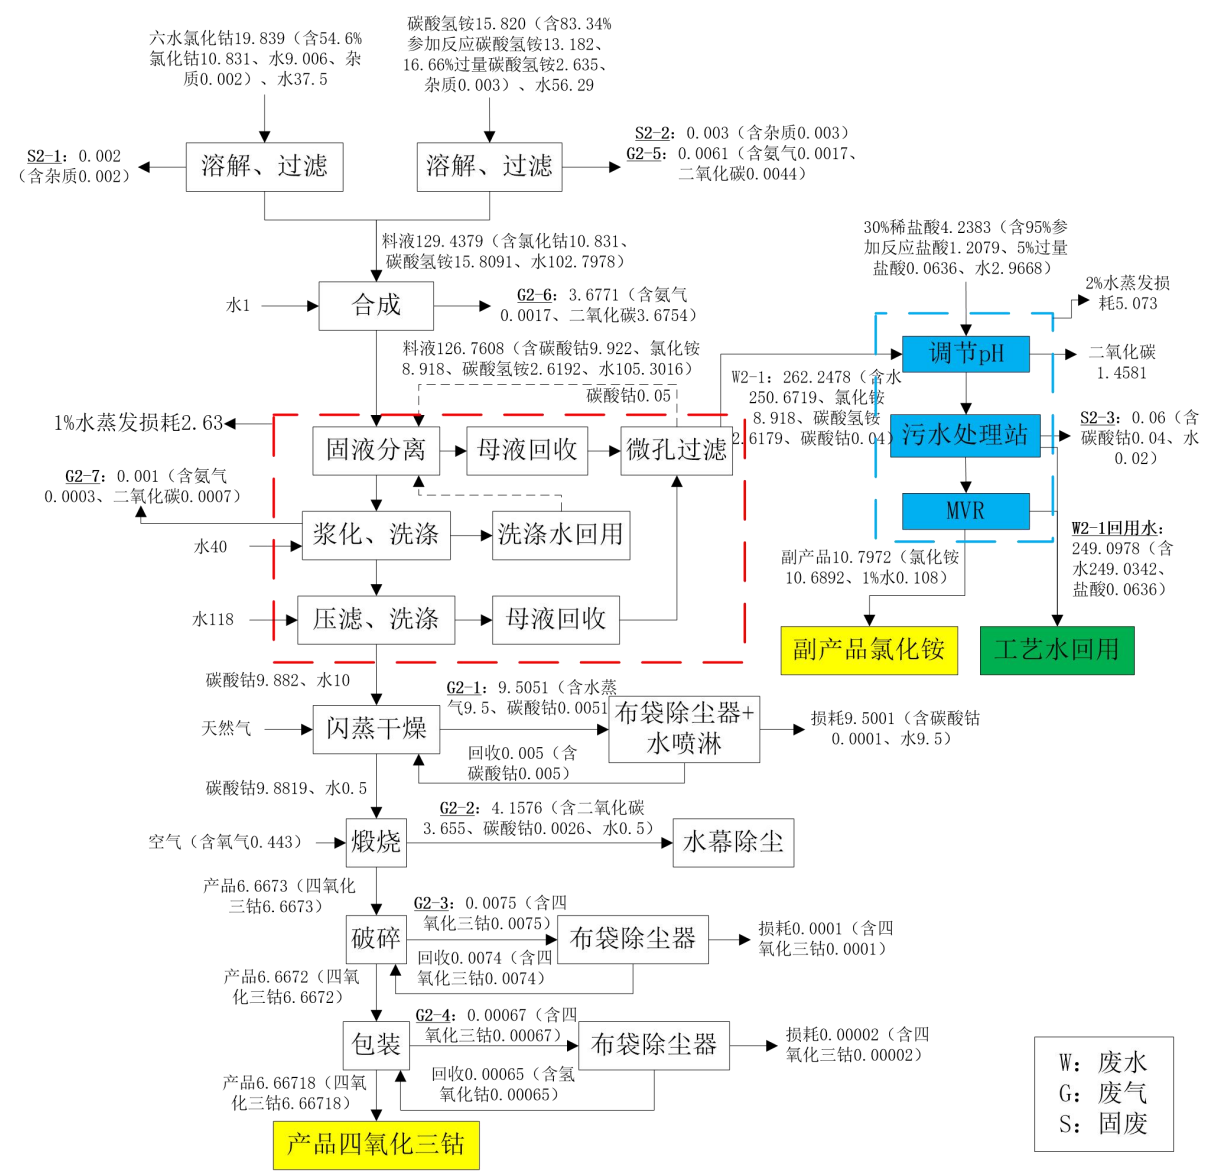 六水氯化钴19.839（含54.6%
氯化钴10.831、水9.006、杂
质0.002）、水37.5
碳酸氢铵15.820（含83.34%
参加反应碳酸氢铵13.182、
16.66%过量碳酸氢铵2.635、
杂质0.003）、水56.29
S2-1：0.002
（含杂质0.002）
溶解、过滤
溶解、过滤
S2-2：0.003（含杂质0.003）
G2-5：0.0061（含氨气0.0017、
二氧化碳0.0044）
料液129.4379（含氯化钴10.831、
碳酸氢铵15.8091、水102.7978）
水1
合成
G2-6：3.6771（含氨气
0.0017、二氧化碳3.6754）
30%稀盐酸4.2383（含95%参
加反应盐酸1.2079、5%过量
盐酸0.0636、水2.9668）
2%水蒸发损
耗5.073
料液126.7608（含碳酸钴9.922、氯化铵
8.918、碳酸氢铵2.6192、水105.3016）
碳酸钴0.05
调节pH
二氧化碳
1.4581
W2-1：262.2478（含水
250.6719、氯化铵
8.918、碳酸氢铵
2.6179、碳酸钴0.04）
1%水蒸发损耗2.63
固液分离
母液回收
微孔过滤
污水处理站
S2-3：0.06（含
碳酸钴0.04、水
0.02）
G2-7：0.001（含氨气
0.0003、二氧化碳0.0007）
MVR
水40
浆化、洗涤
洗涤水回用
W2-1回用水：
249.0978（含
水249.0342、
盐酸0.0636）
副产品10.7972（氯化铵
10.6892、1%水0.108）
水118
压滤、洗涤
母液回收
副产品氯化铵
工艺水回用
碳酸钴9.882、水10
G2-1：9.5051（含水蒸
气9.5、碳酸钴0.0051
天然气
闪蒸干燥
布袋除尘器+
水喷淋
损耗9.5001（含碳酸钴
0.0001、水9.5）
回收0.005（含
碳酸钴0.005）
碳酸钴9.8819、水0.5
G2-2：4.1576（含二氧化碳
3.655、碳酸钴0.0026、水0.5）
空气（含氧气0.443）
煅烧
水幕除尘
产品6.6673（四氧化
三钴6.6673）
G2-3：0.0075（含四
氧化三钴0.0075）
破碎
布袋除尘器
损耗0.0001（含四
氧化三钴0.0001）
回收0.0074（含四
氧化三钴0.0074）
产品6.6672（四氧
化三钴6.6672）
G2-4：0.00067（含四
氧化三钴0.00067）
包装
布袋除尘器
损耗0.00002（含四
氧化三钴0.00002）
回收0.00065（含氢
氧化钴0.00065）
产品6.66718（四氧
化三钴6.66718）
产品四氧化三钴
W：废水
G：废气
S：固废